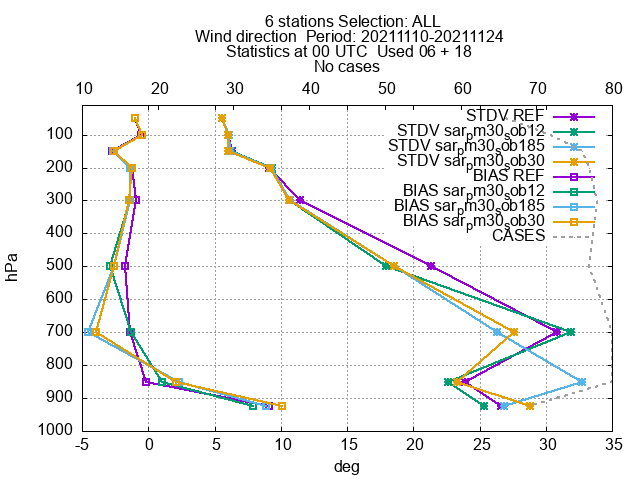 6 stations Selection: ALL
Wind direction  Period: 20211110-20211124
Statistics at 00 UTC  Used 06 + 18
No cases
10 20 30 40 50 60 70 80
STDV REF
STDV sar_pm30_sob12
STDV sar_pm30_sob185
STDV sar_pm30_sob30
BIAS REF
BIAS sar_pm30_sob12
BIAS sar_pm30_sob185
BIAS sar_pm30_sob30
CASES
100
200
300
400
500
600
700
800
900
1000
hPa
-5 0 5 10 15 20 25 30 35
deg